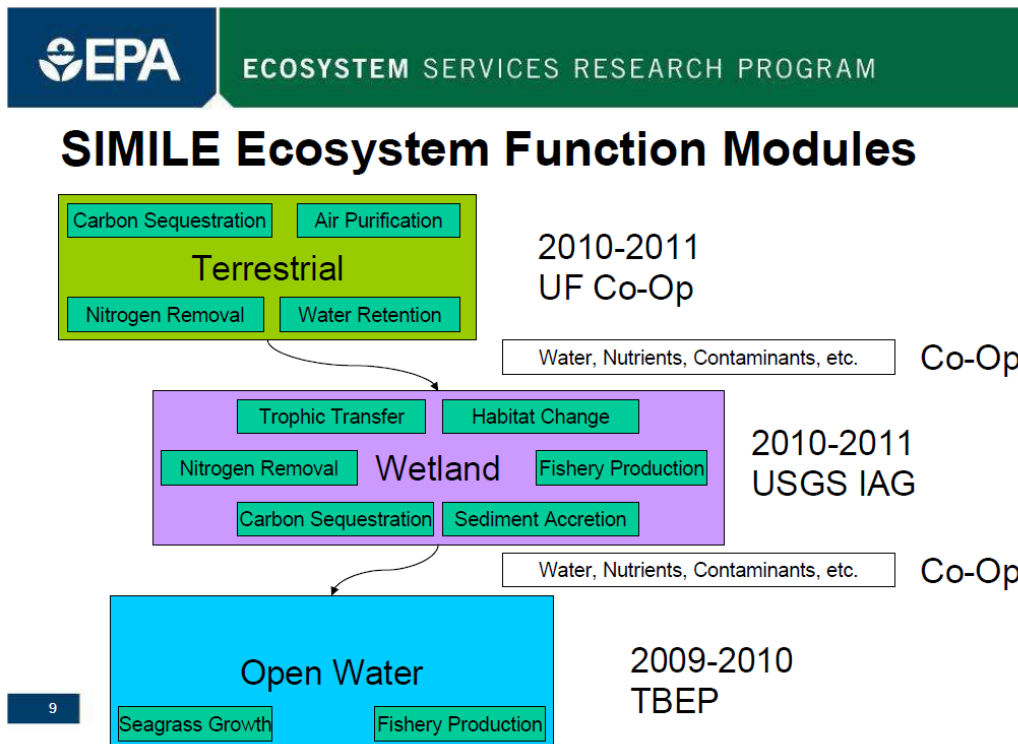 EPA
ECOSYSTEM SERVICES RESEARCH PROGRAM
SIMILE Ecosystem Function Modules
Carbon Sequestration
Air Purification
Terrestrial
Nitrogen Removal
Water Retention
2010-2011
UF Co-Op
Water, Nutrients, Contaminants, etc.
Co-Op
Trophic Transfer
Habitat Change
Nitrogen Removal
Wetland
Fishery Production
Carbon Sequestration
Sediment Accretion
2010-2011
USGS IAG
Water, Nutrients, Contaminants, etc.
Co-Op
Open Water
Seagrass Growth
Fishery Production
2009-2010
TBEP
9